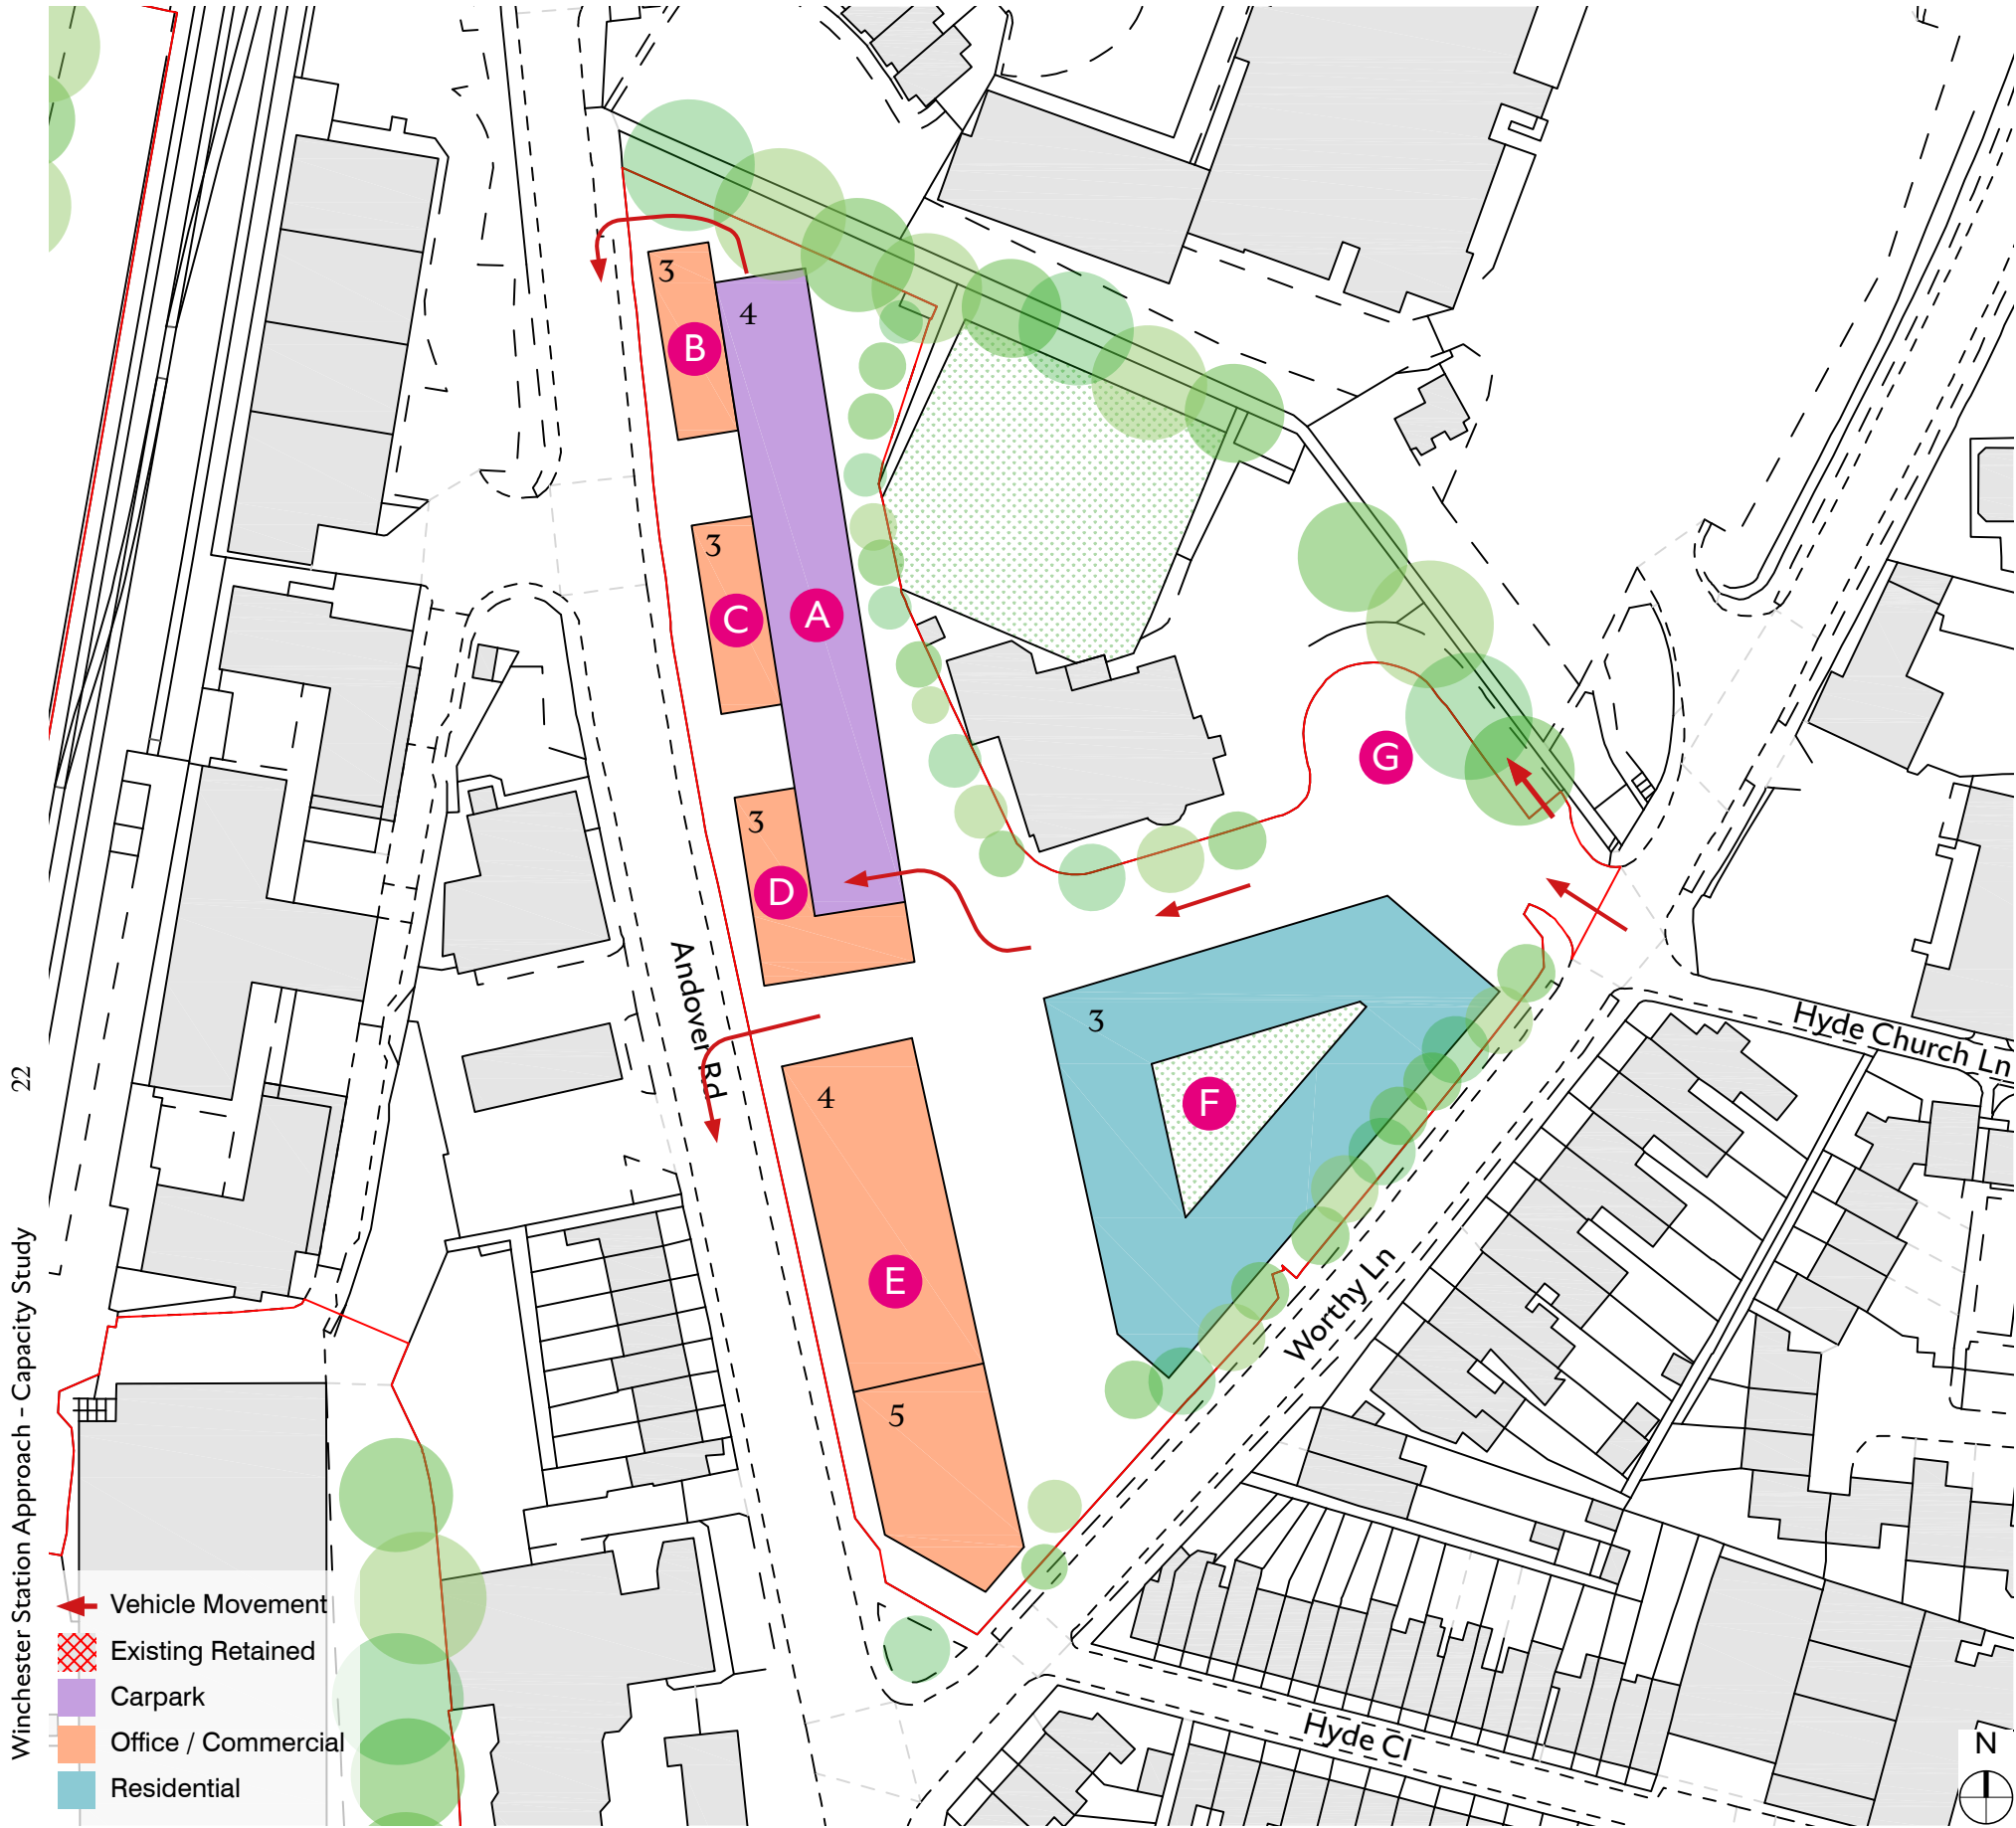 3
4
B
3
C
A
3
D
G
Andover Rd
3
F
Hyde Church Ln
4
E
5
Worthy Ln
Hyde Cl
22
Winchester Station Approach - Capacity Study
Vehicle Movement
Existing Retained
Carpark
Office / Commercial
Residential
N